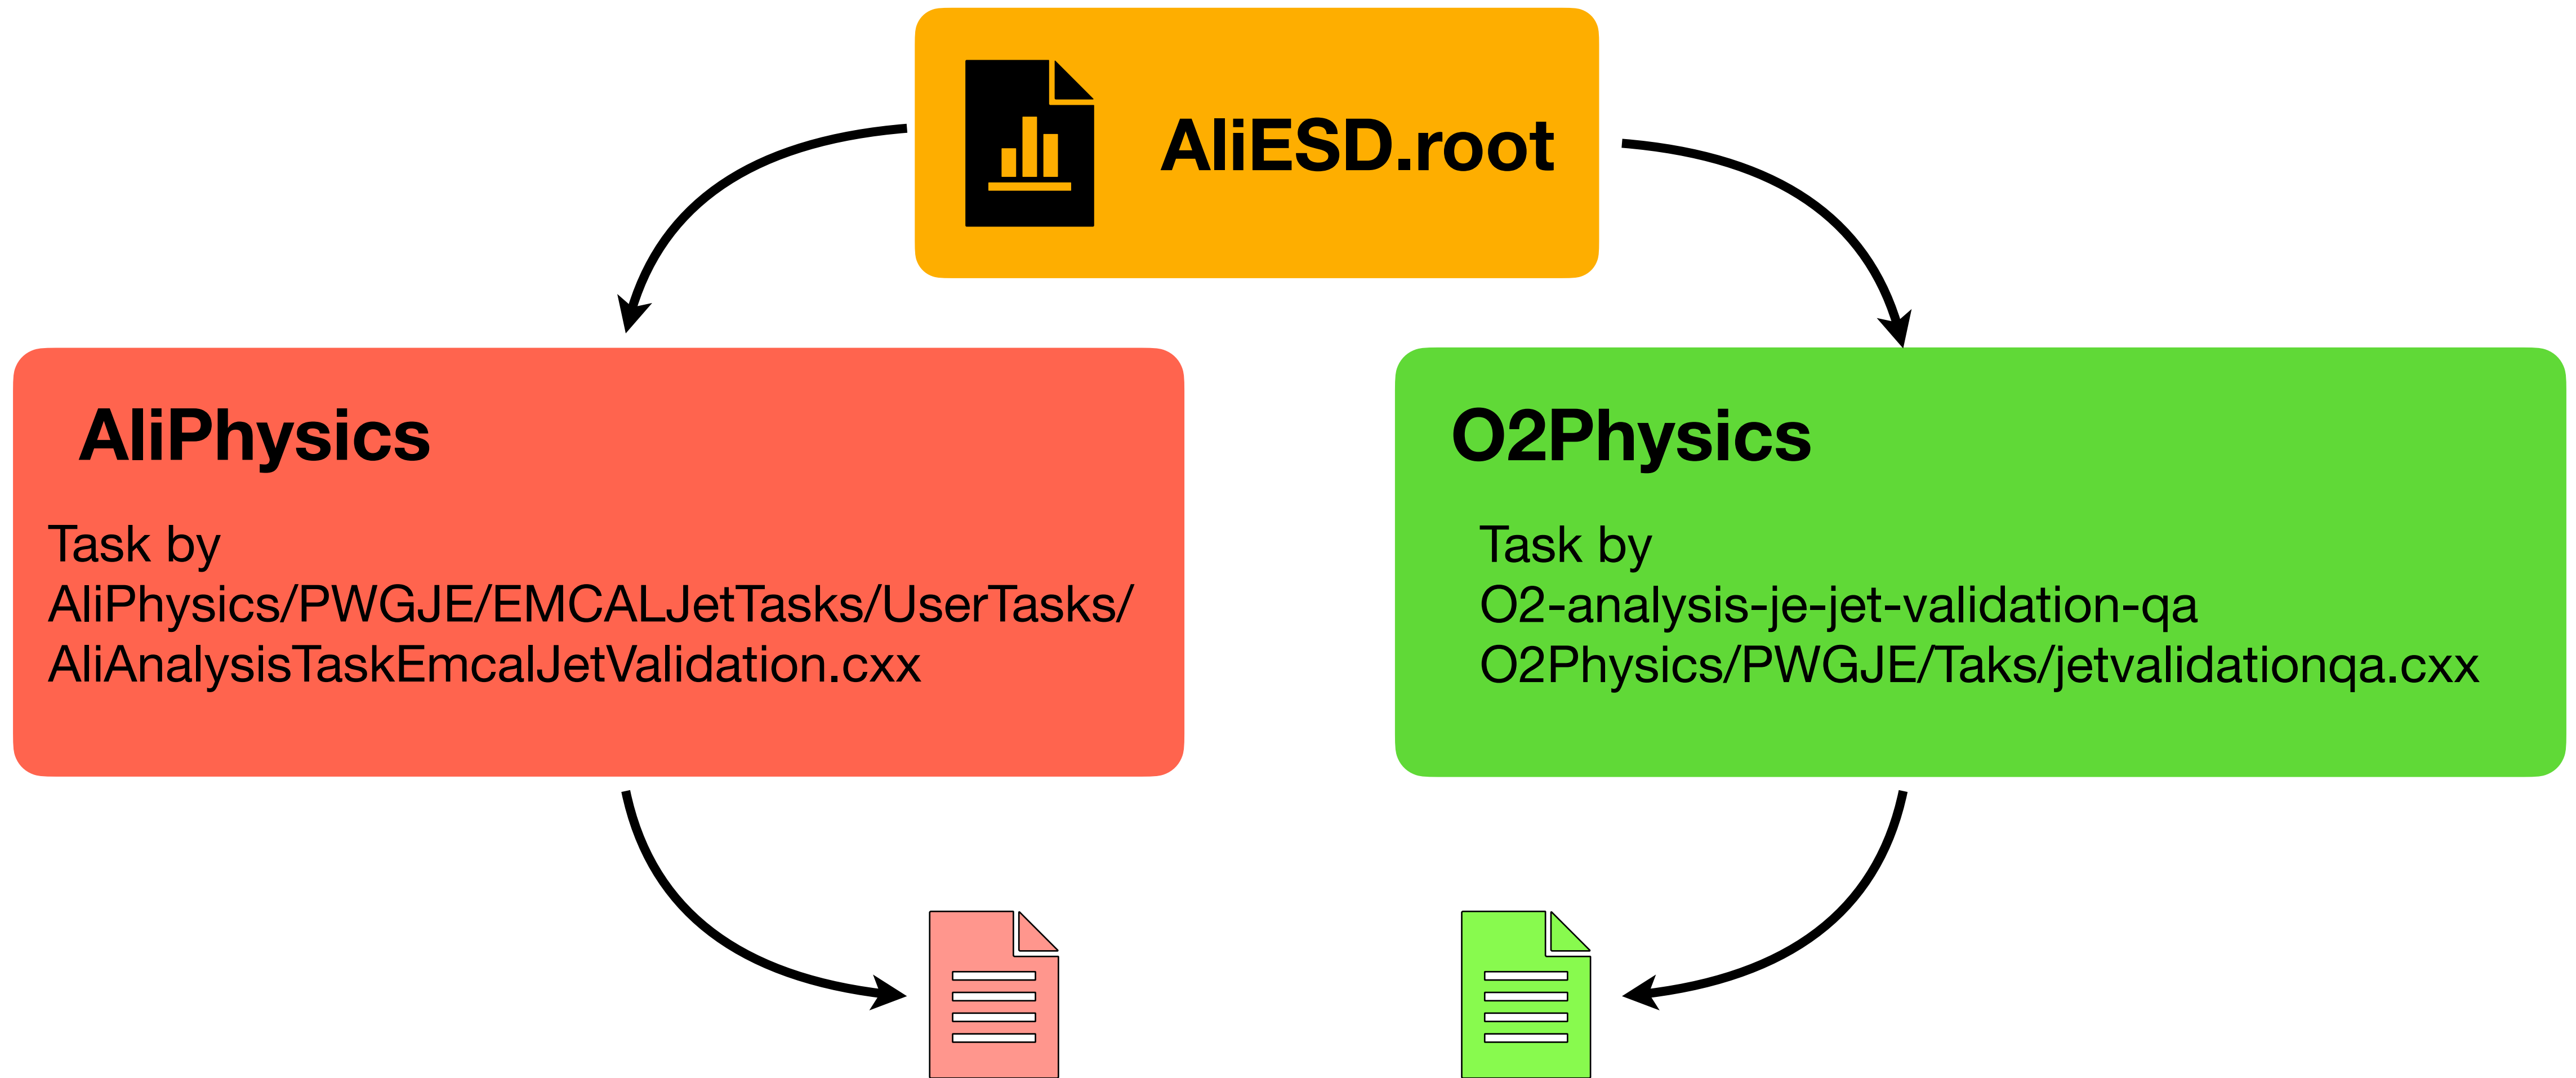 AliESD.root
AliPhysics
Task by
AliPhysics/PWGJE/EMCALJetTasks/UserTasks/
AliAnalysisTaskEmcalJetValidation.cxx
O2Physics
Task by
O2-analysis-je-jet-validation-qa
O2Physics/PWGJE/Taks/jetvalidationqa.cxx